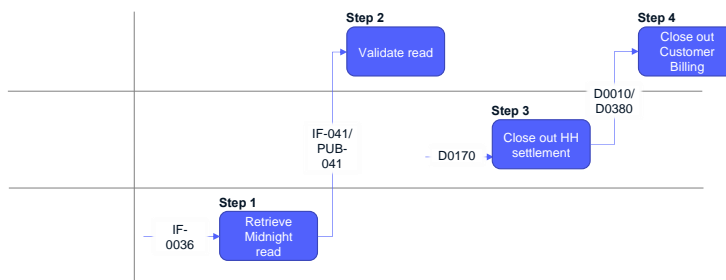 Step 2
Validate read
Step 4
Close out
Customer
Billing
IF-041/
PUB-
041
D0010/
D0380
Step 3
Close out HH
settlement
D0170
Step 1
Retrieve
Midnight
read
IF-
0036